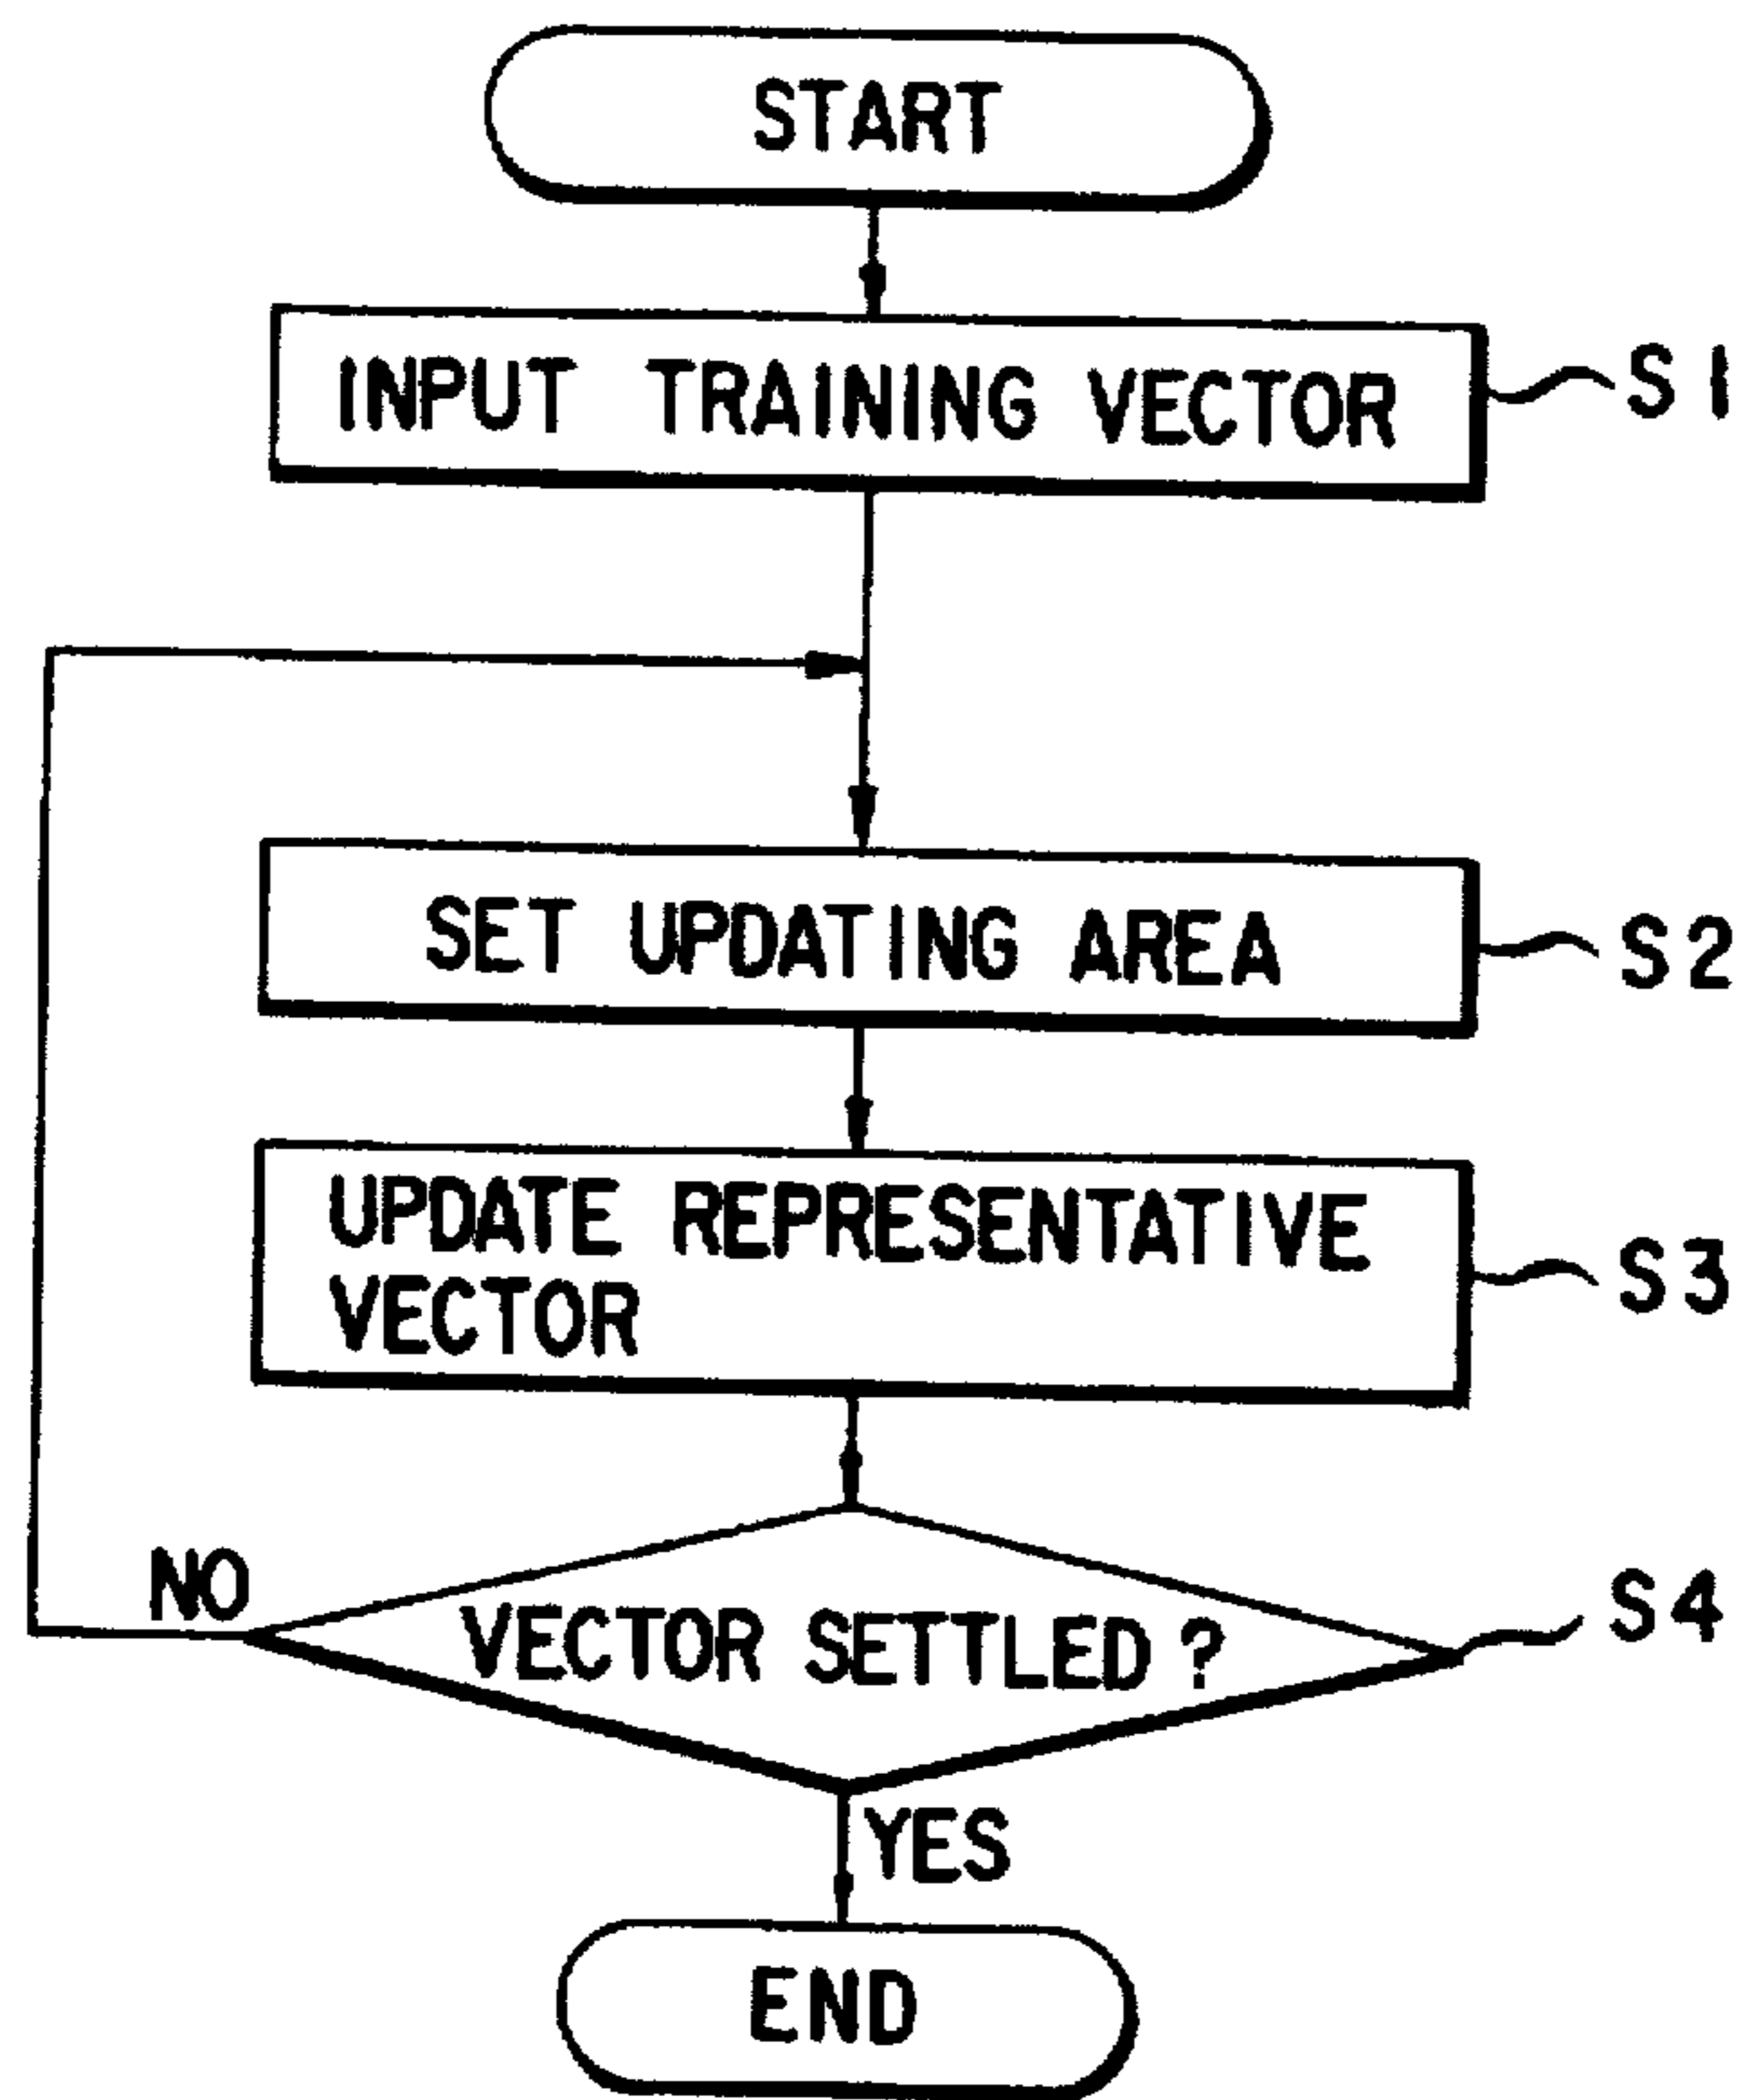 START
INPUT TRAINING VECTOR
S1
SET UPDATING AREA
S2
UPDATE REPRESENTATIVE
VECTOR
S3
NO
VECTOR SETTLED?
S4
YES
END